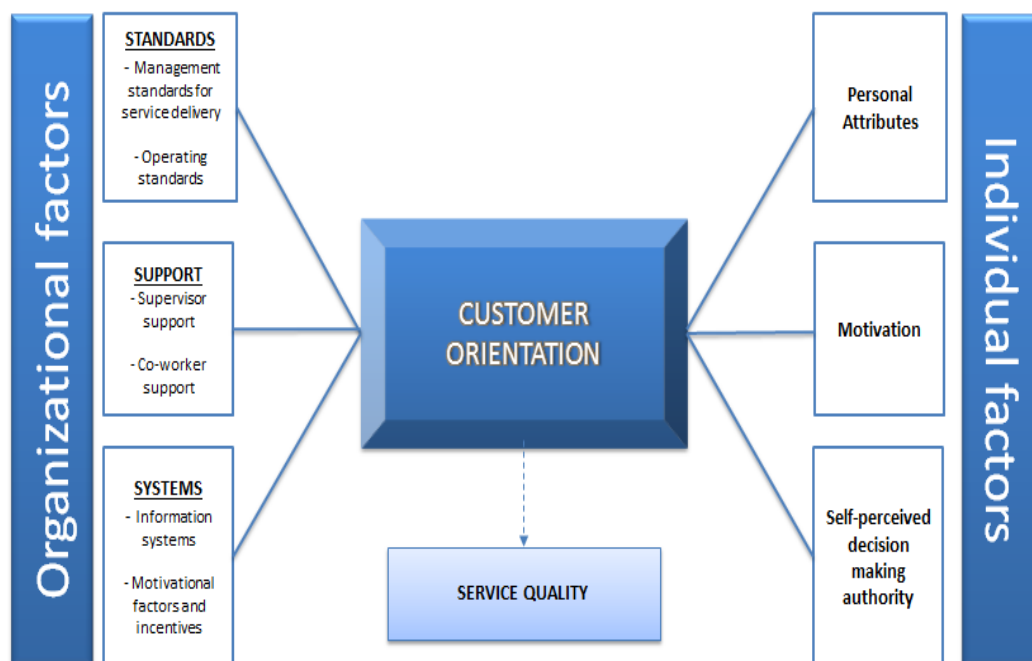 Organizational factors
STANDARDS
- Management
standards for
service delivery
- Operating
standards
SUPPORT
- Supervisor
support
- Co-worker
support
SYSTEMS
- Information
systems
- Motivational
factors and
incentives
CUSTOMER
ORIENTATION
SERVICE QUALITY
Personal
Attributes
Motivation
Self-perceived
decision
making
authority
Individual factors